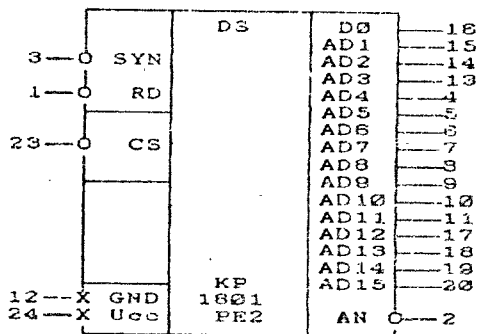 DS
3 SYN
1 RD
23 CS
12 X GND
24 X Ucc
KP
1801
PE2
D0 16
AD1 15
AD2 14
AD3 13
AD4 4
AD5 5
AD6 6
AD7 7
AD8 8
AD9 9
AD10 10
AD11 11
AD12 17
AD13 18
AD14 19
AD15 20
AN 2